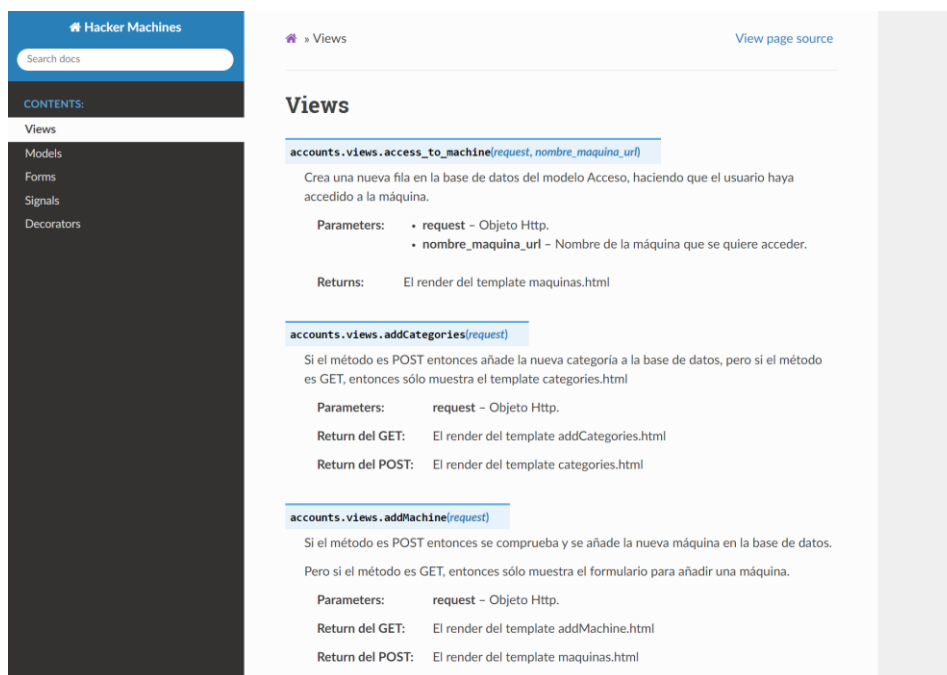 Hacker Machines
Search docs
CONTENTS:
Views
Models
Forms
Signals
Decorators
» Views
View page source
Views
accounts.views.access_to_machine(request, nombre_maquina_url)
Crea una nueva fila en la base de datos del modelo Acceso, haciendo que el usuario haya
accedido a la máquina.
Parameters:
• request – Objeto Http.
• nombre_maquina_url – Nombre de la máquina que se quiere acceder.
Returns: El render del template maquinas.html
accounts.views.addCategories(request)
Si el método es POST entonces añade la nueva categoría a la base de datos, pero si el método
es GET, entonces sólo muestra el template categories.html
Parameters: request – Objeto Http.
Return del GET: El render del template addCategories.html
Return del POST: El render del template categories.html
accounts.views.addMachine(request)
Si el método es POST entonces se comprueba y se añade la nueva máquina en la base de datos.
Pero si el método es GET, entonces sólo muestra el formulario para añadir una máquina.
Parameters: request – Objeto Http.
Return del GET: El render del template addMachine.html
Return del POST: El render del template maquinas.html